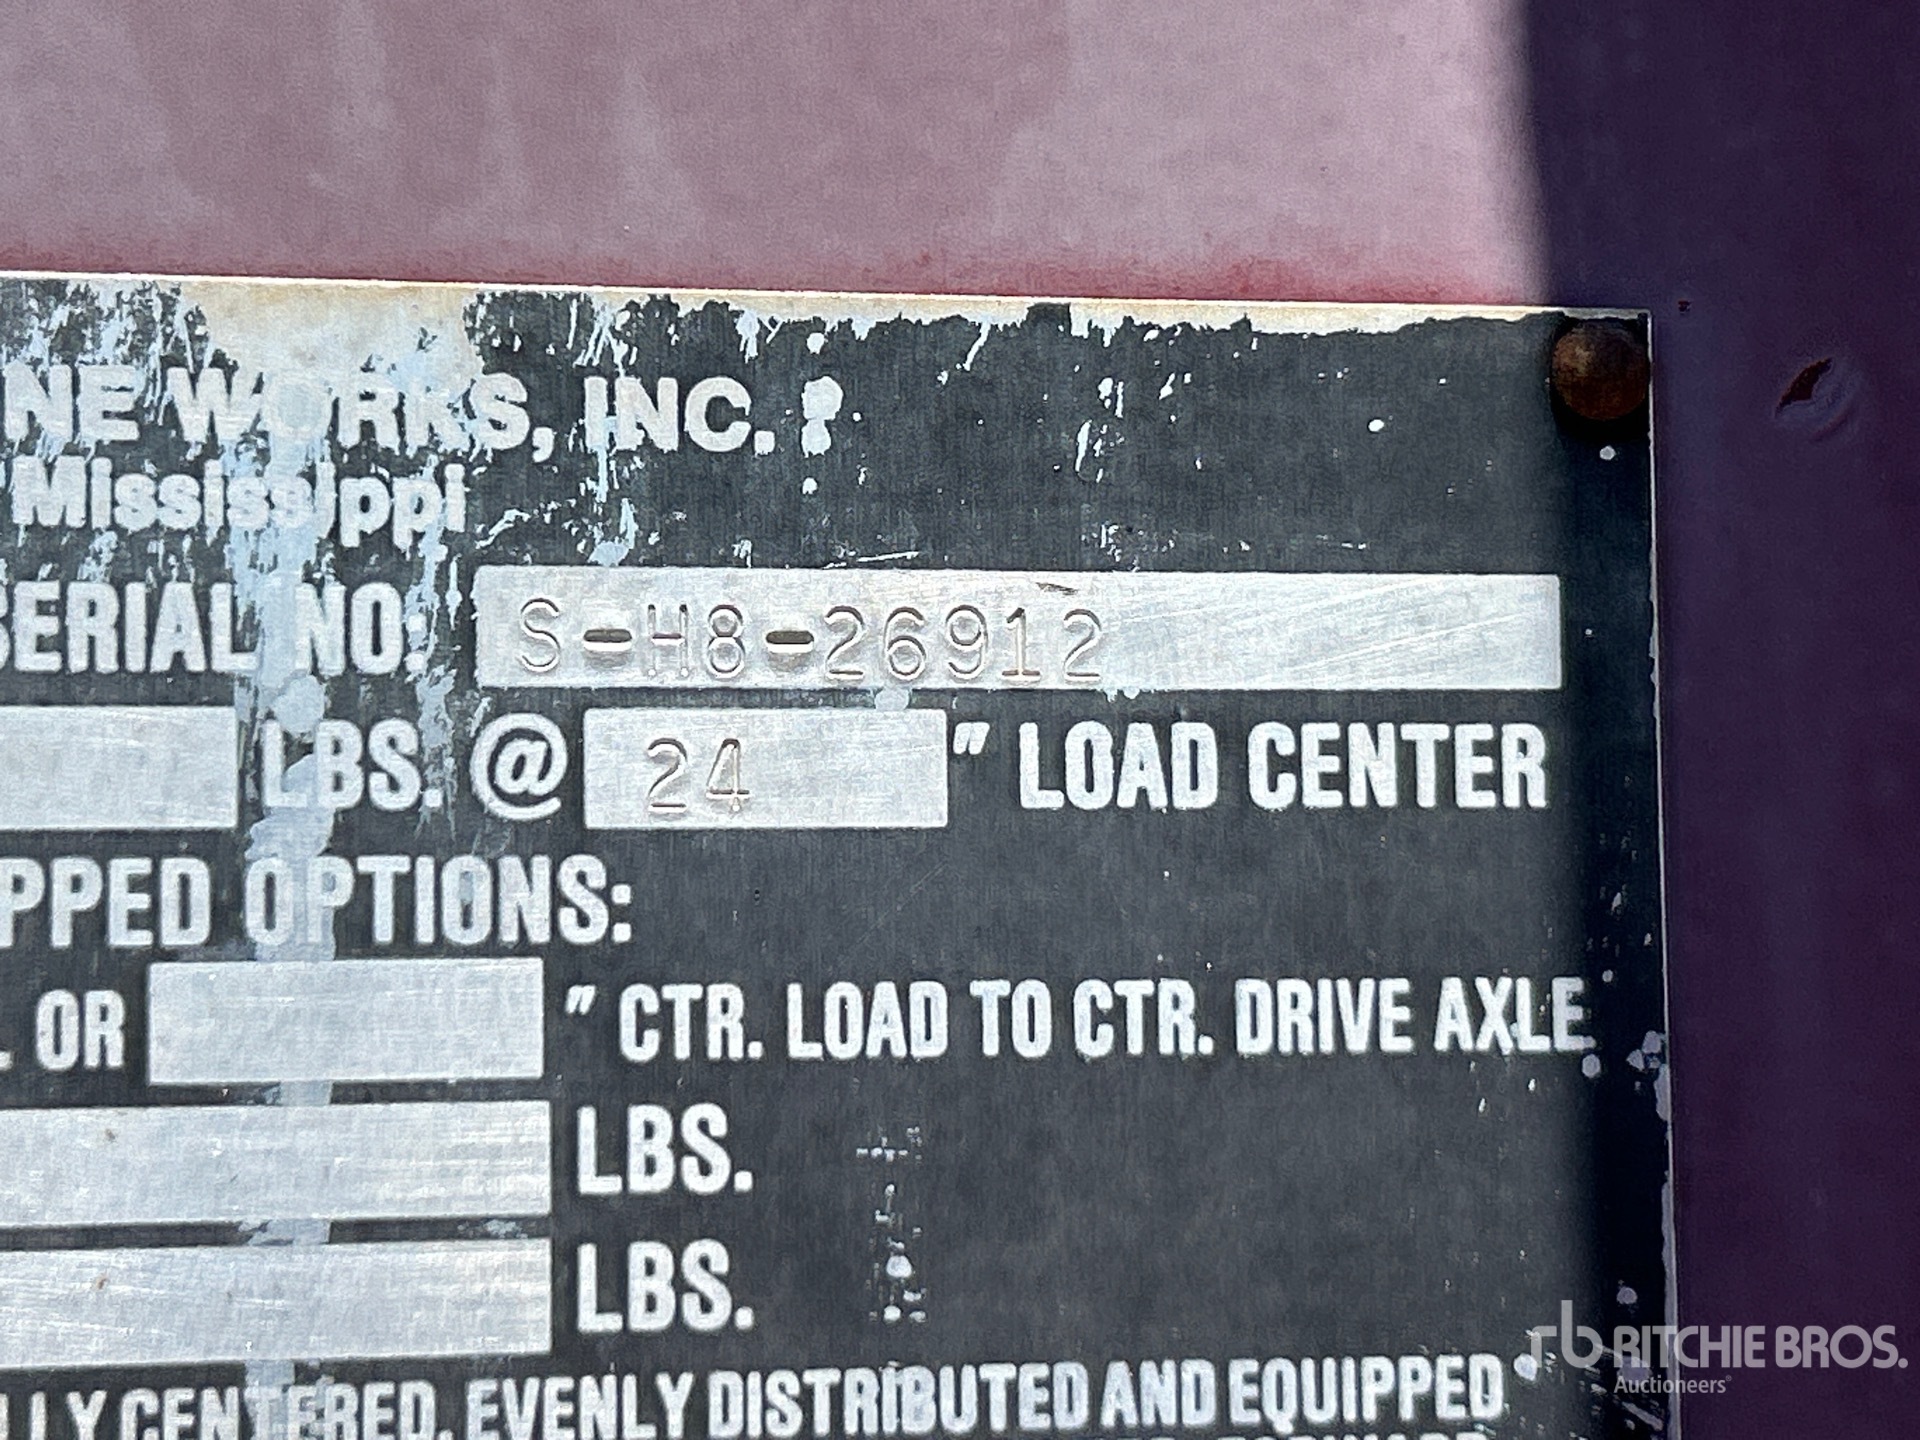 NE WORKS, INC.
Mississippi
SERIAL NO: S-H8-26912
LBS. @ 24 " LOAD CENTER
PPED OPTIONS:
OR " CTR. LOAD TO CTR. DRIVE AXLE
LBS.
LBS.
LLY CENTERED, EVENLY DISTRIBUTED AND EQUIPPED
rb RITCHIE BROS.
Auctioneers